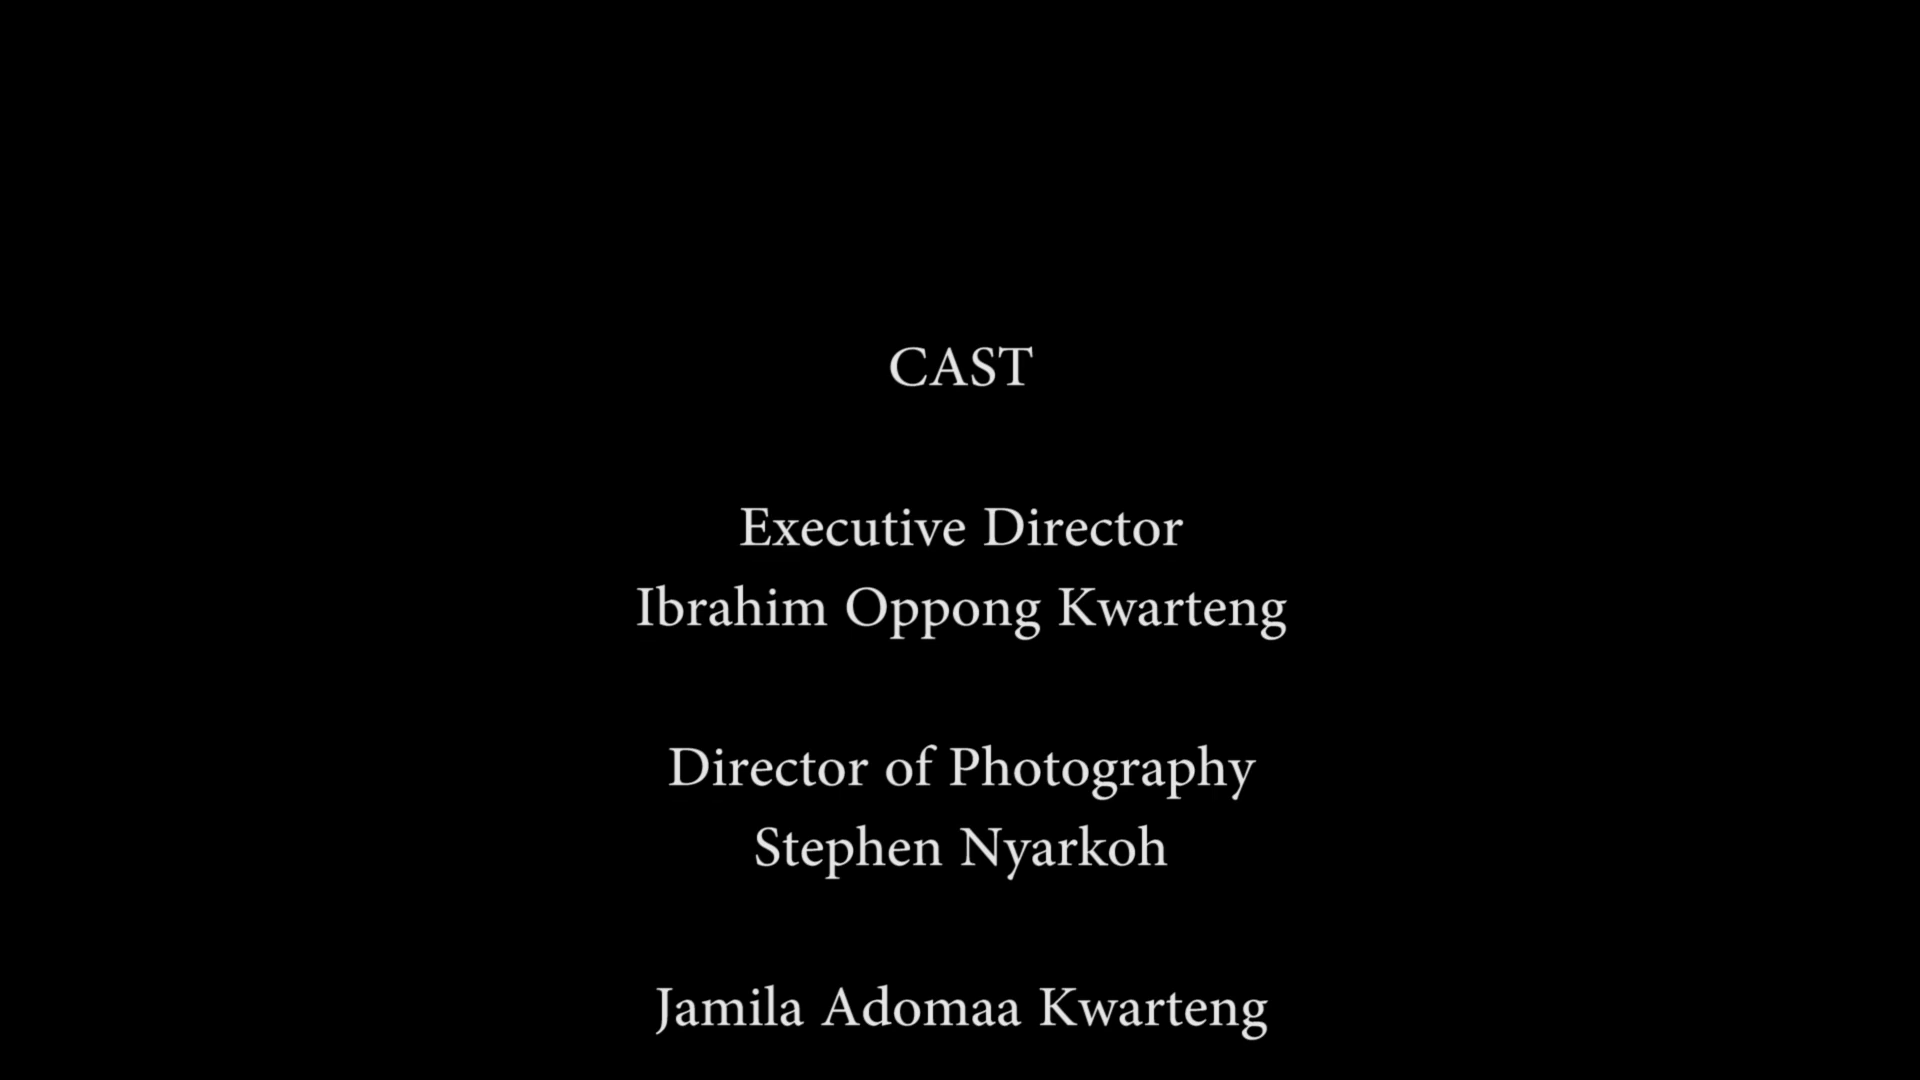 CAST
Executive Director
Ibrahim Oppong Kwarteng
Director of Photography
Stephen Nyarkoh
Jamila Adomaa Kwarteng